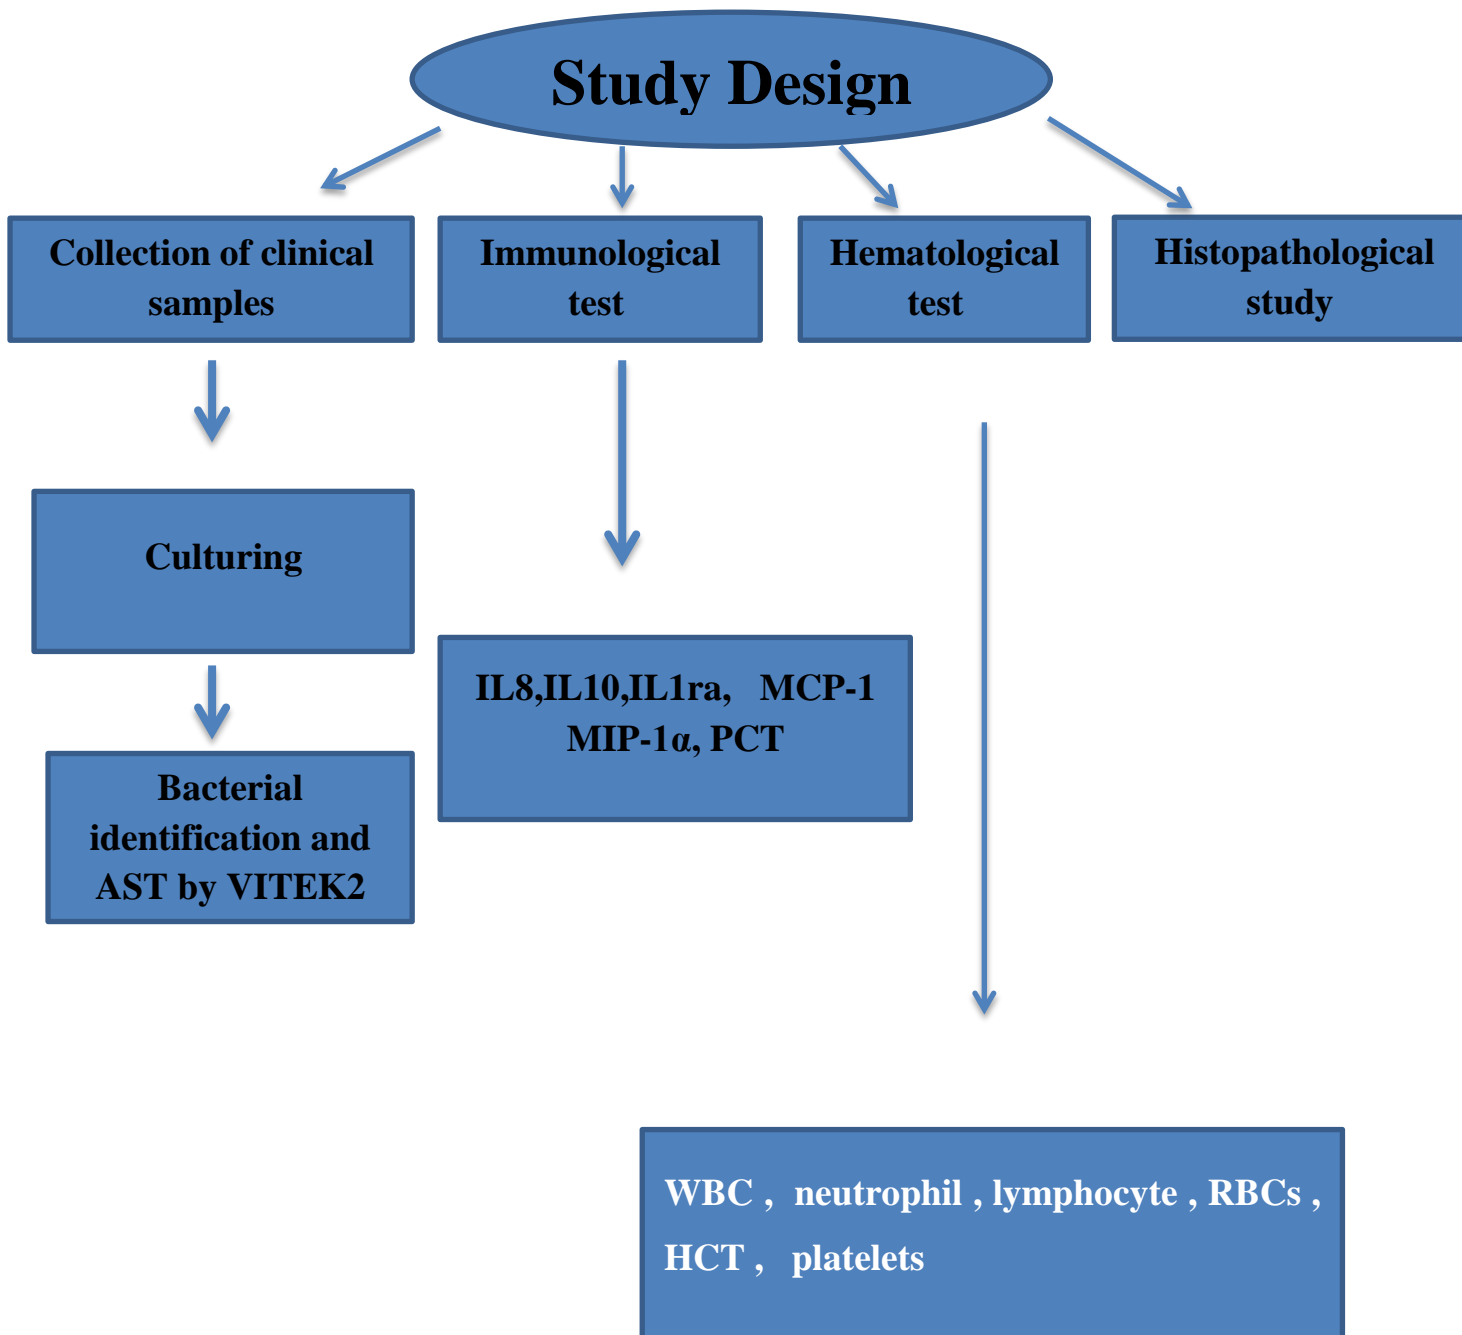 Study Design
Collection of clinical
samples
Immunological
test
Hematological
test
Histopathological
study
Culturing
IL8,IL10,IL1ra, MCP-1
MIP-1α, PCT
Bacterial
identification and
AST by VITEK2
WBC , neutrophil , lymphocyte , RBCs ,
HCT , platelets